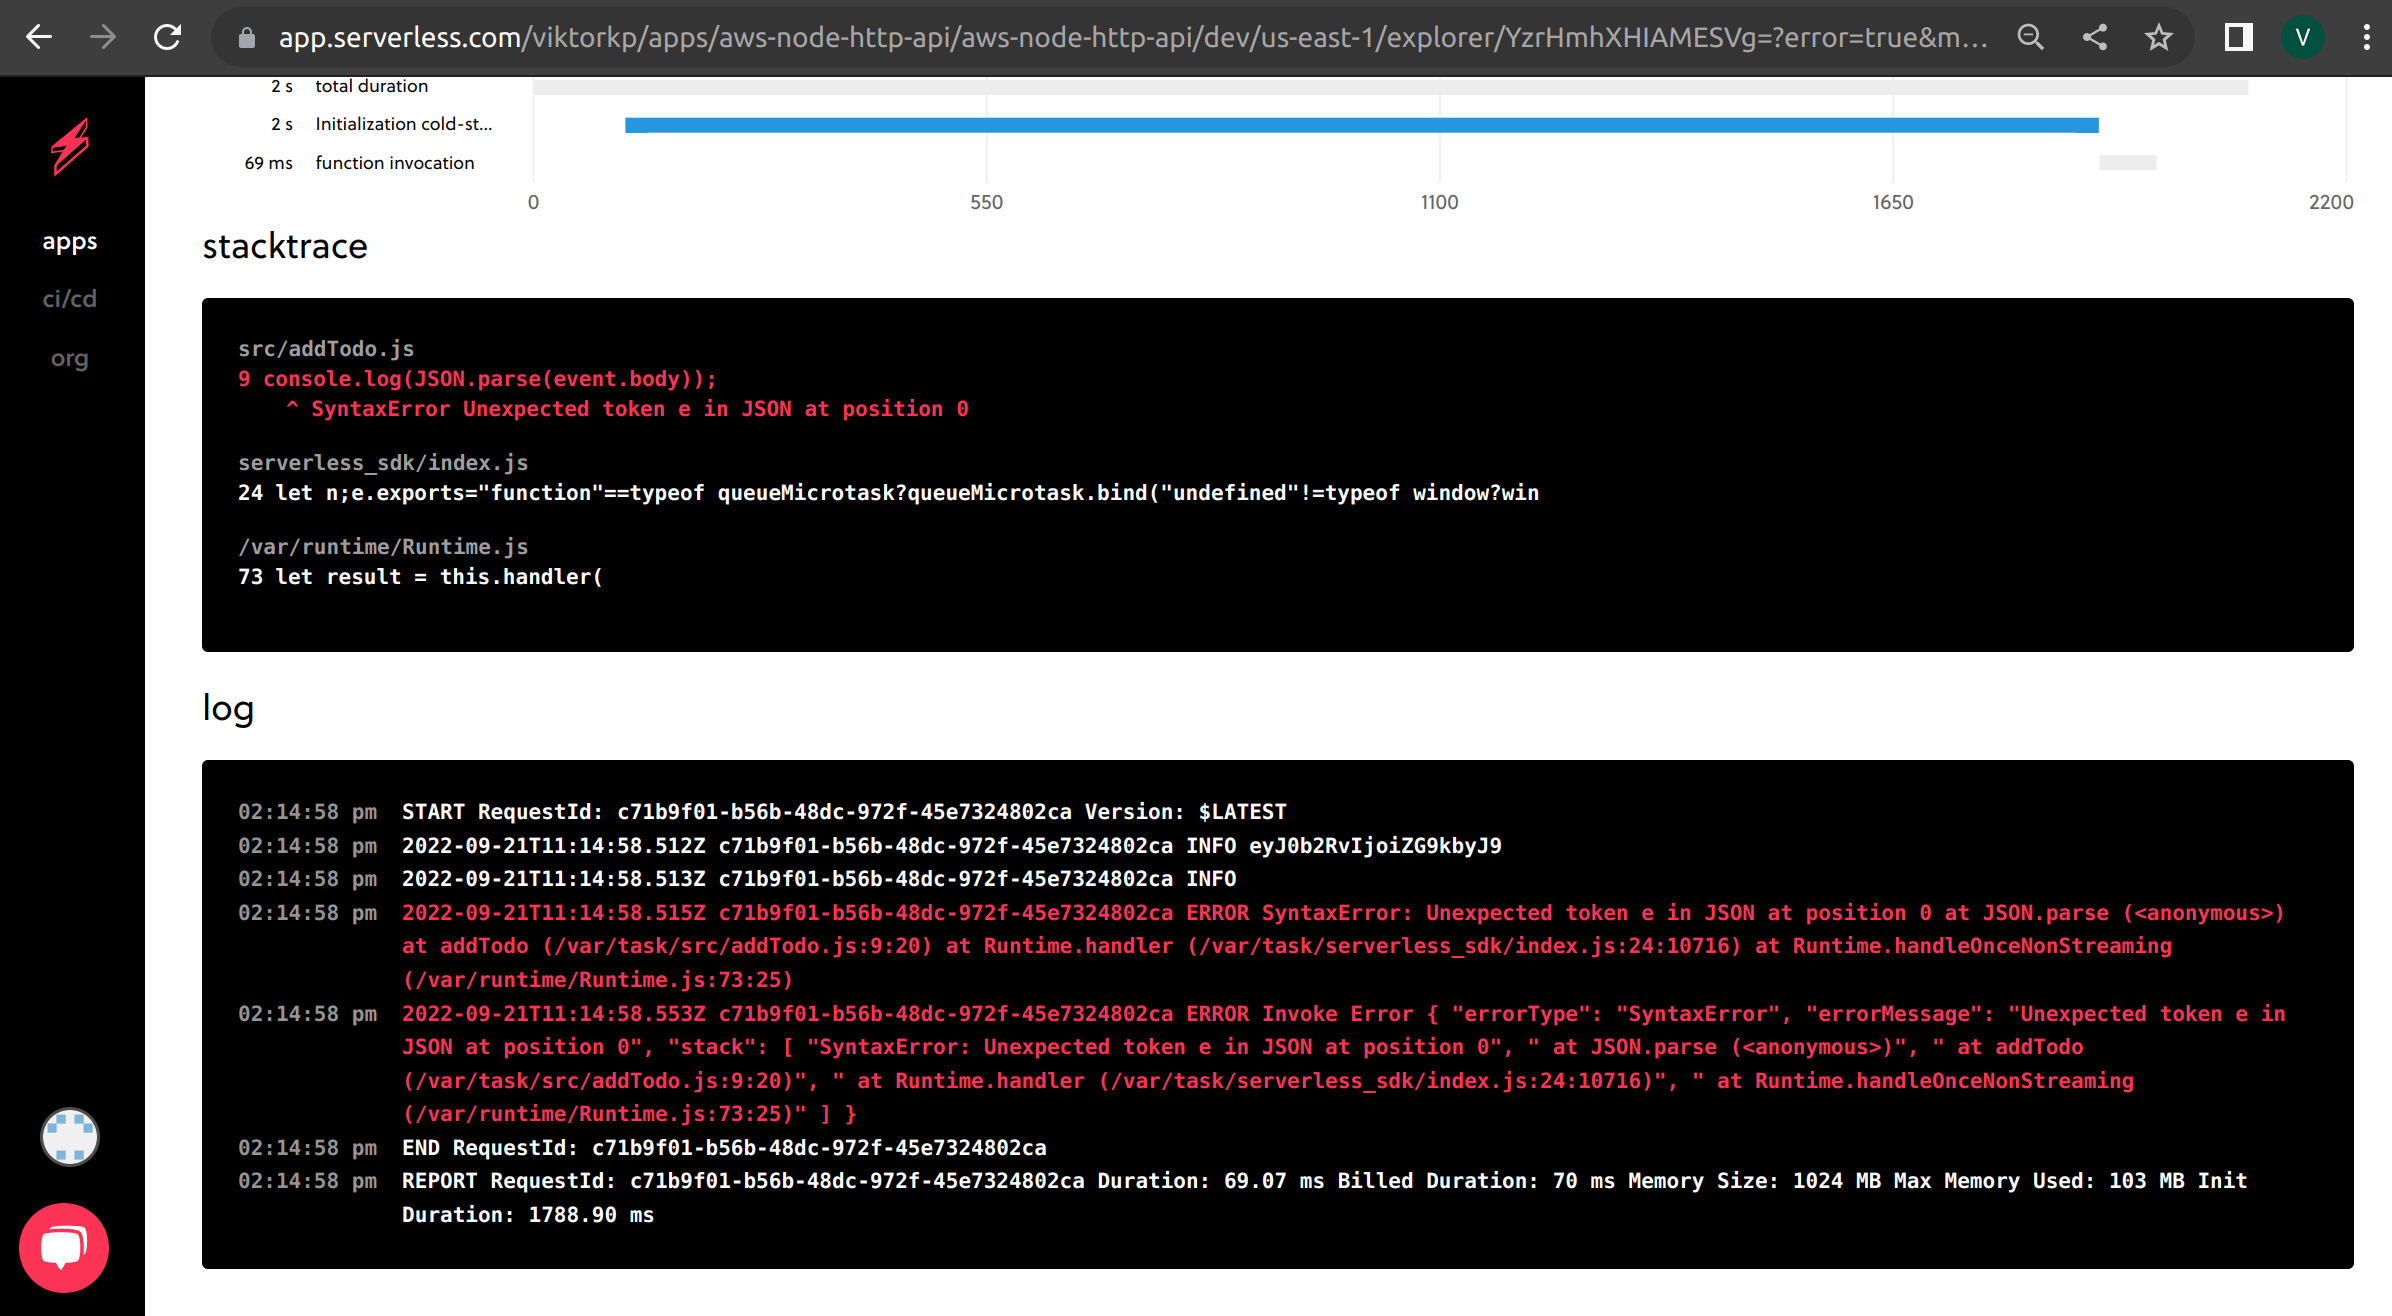 app.serverless.com/viktorkp/apps/aws-node-http-api/aws-node-http-api/dev/us-east-1/explorer/YzrHmhXHIAMESVg=?error=true&m...
V
2 s total duration
2 s Initialization cold-st...
69 ms function invocation
0 550 1100 1650 2200
apps
ci/cd
org
stacktrace
src/addTodo.js
9 console.log(JSON.parse(event.body));
^ SyntaxError Unexpected token e in JSON at position 0
serverless_sdk/index.js
24 let n;e.exports="function"==typeof queueMicrotask?queueMicrotask.bind("undefined"!=typeof window?win
/var/runtime/Runtime.js
73 let result = this.handler(
log
02:14:58 pm START RequestId: c71b9f01-b56b-48dc-972f-45e7324802ca Version: $LATEST
02:14:58 pm 2022-09-21T11:14:58.512Z c71b9f01-b56b-48dc-972f-45e7324802ca INFO eyJ0b2RvIjoiZG9kbyJ9
02:14:58 pm 2022-09-21T11:14:58.513Z c71b9f01-b56b-48dc-972f-45e7324802ca INFO
02:14:58 pm 2022-09-21T11:14:58.515Z c71b9f01-b56b-48dc-972f-45e7324802ca ERROR SyntaxError: Unexpected token e in JSON at position 0 at JSON.parse (<anonymous>)
at addTodo (/var/task/src/addTodo.js:9:20) at Runtime.handler (/var/task/serverless_sdk/index.js:24:10716) at Runtime.handleOnceNonStreaming
(/var/runtime/Runtime.js:73:25)
02:14:58 pm 2022-09-21T11:14:58.553Z c71b9f01-b56b-48dc-972f-45e7324802ca ERROR Invoke Error { "errorType": "SyntaxError", "errorMessage": "Unexpected token e in
JSON at position 0", "stack": [ "SyntaxError: Unexpected token e in JSON at position 0", " at JSON.parse (<anonymous>)", " at addTodo
(/var/task/src/addTodo.js:9:20)", " at Runtime.handler (/var/task/serverless_sdk/index.js:24:10716)", " at Runtime.handleOnceNonStreaming
(/var/runtime/Runtime.js:73:25)" ] }
02:14:58 pm END RequestId: c71b9f01-b56b-48dc-972f-45e7324802ca
02:14:58 pm REPORT RequestId: c71b9f01-b56b-48dc-972f-45e7324802ca Duration: 69.07 ms Billed Duration: 70 ms Memory Size: 1024 MB Max Memory Used: 103 MB Init
Duration: 1788.90 ms